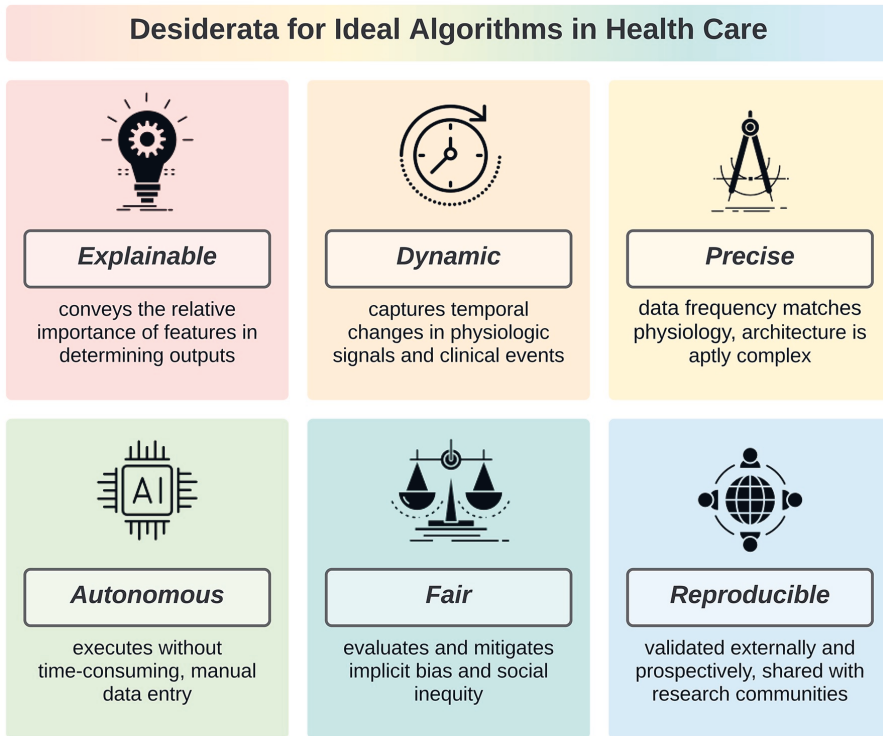 Desiderata for Ideal Algorithms in Health Care
Explainable
conveys the relative
importance of features in
determining outputs
Dynamic
captures temporal
changes in physiologic
signals and clinical events
Precise
data frequency matches
physiology, architecture is
aptly complex
AI
Autonomous
executes without
time-consuming, manual
data entry
Fair
evaluates and mitigates
implicit bias and social
inequity
Reproducible
validated externally and
prospectively, shared with
research communities